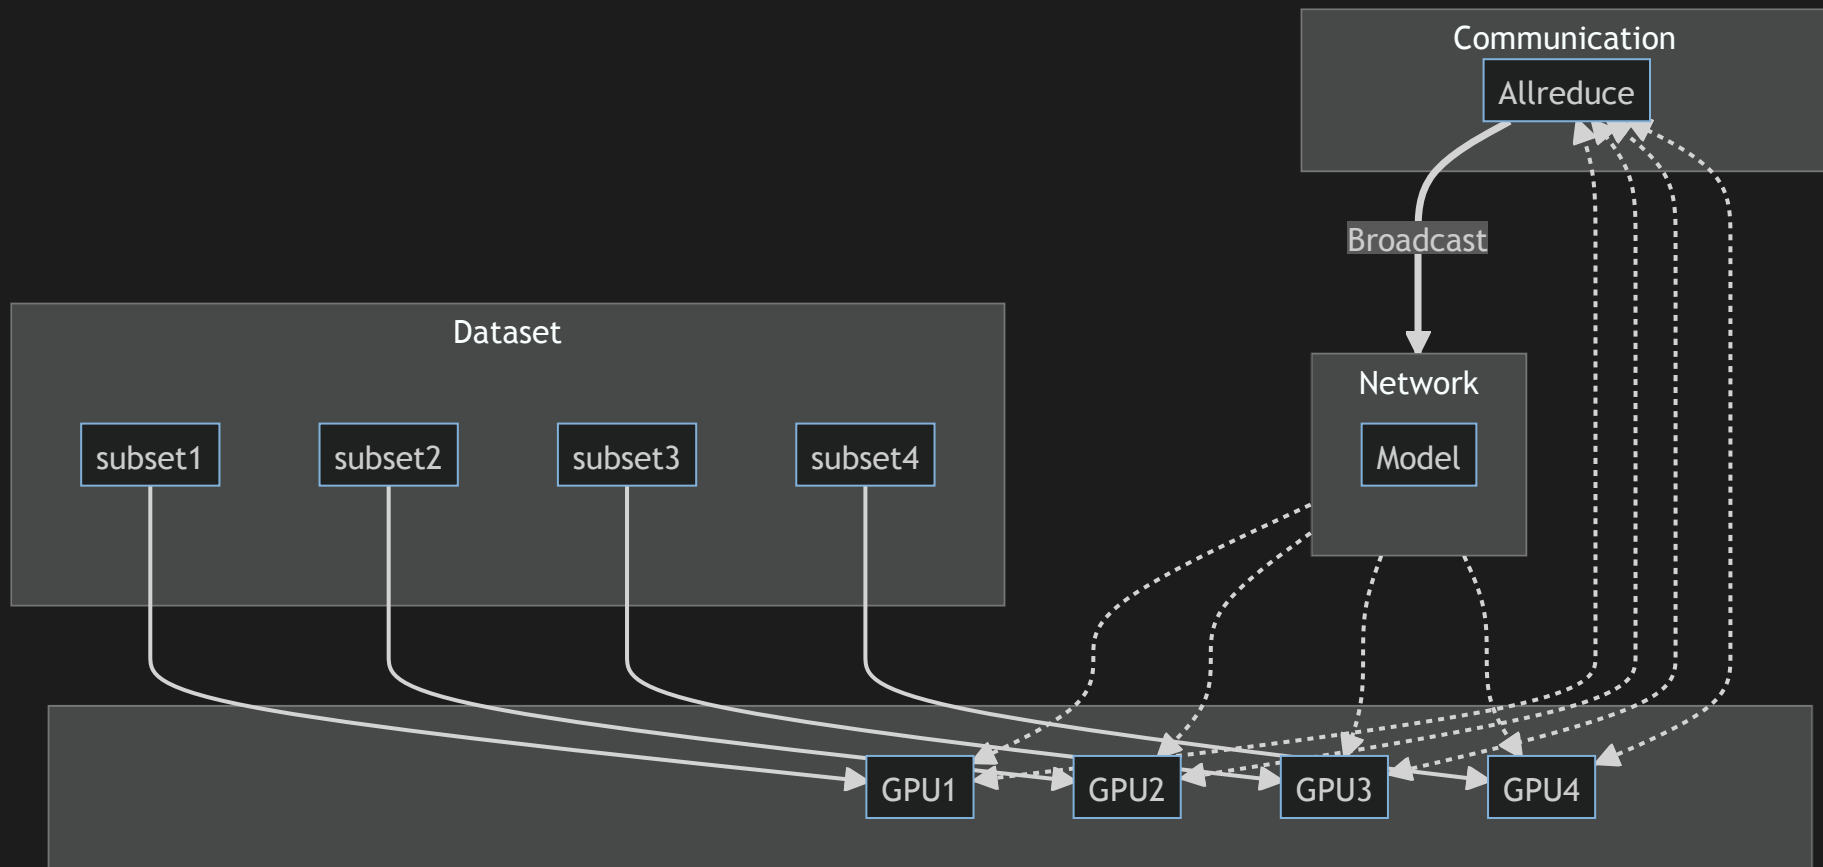 Communication
Allreduce
Broadcast
Dataset
Network
subset1
subset2
subset3
subset4
Model
GPU1
GPU2
GPU3
GPU4